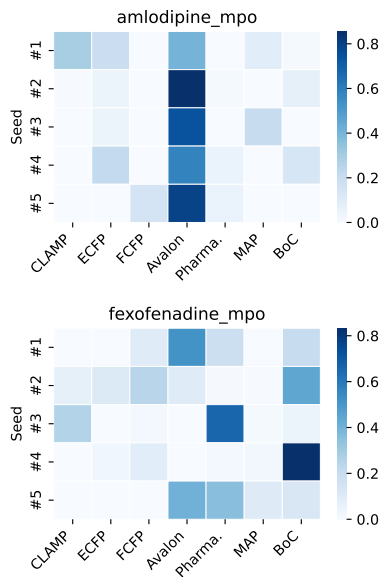 amlodipine_mpo
Seed
#1
#2
#3
#4
#5
0.8
0.6
0.4
0.2
0.0
CLAMP
ECFP
FCFP
Avalon
Pharma.
MAP
BoC
fexofenadine_mpo
Seed
#1
#2
#3
#4
#5
0.8
0.6
0.4
0.2
0.0
CLAMP
ECFP
FCFP
Avalon
Pharma.
MAP
BoC